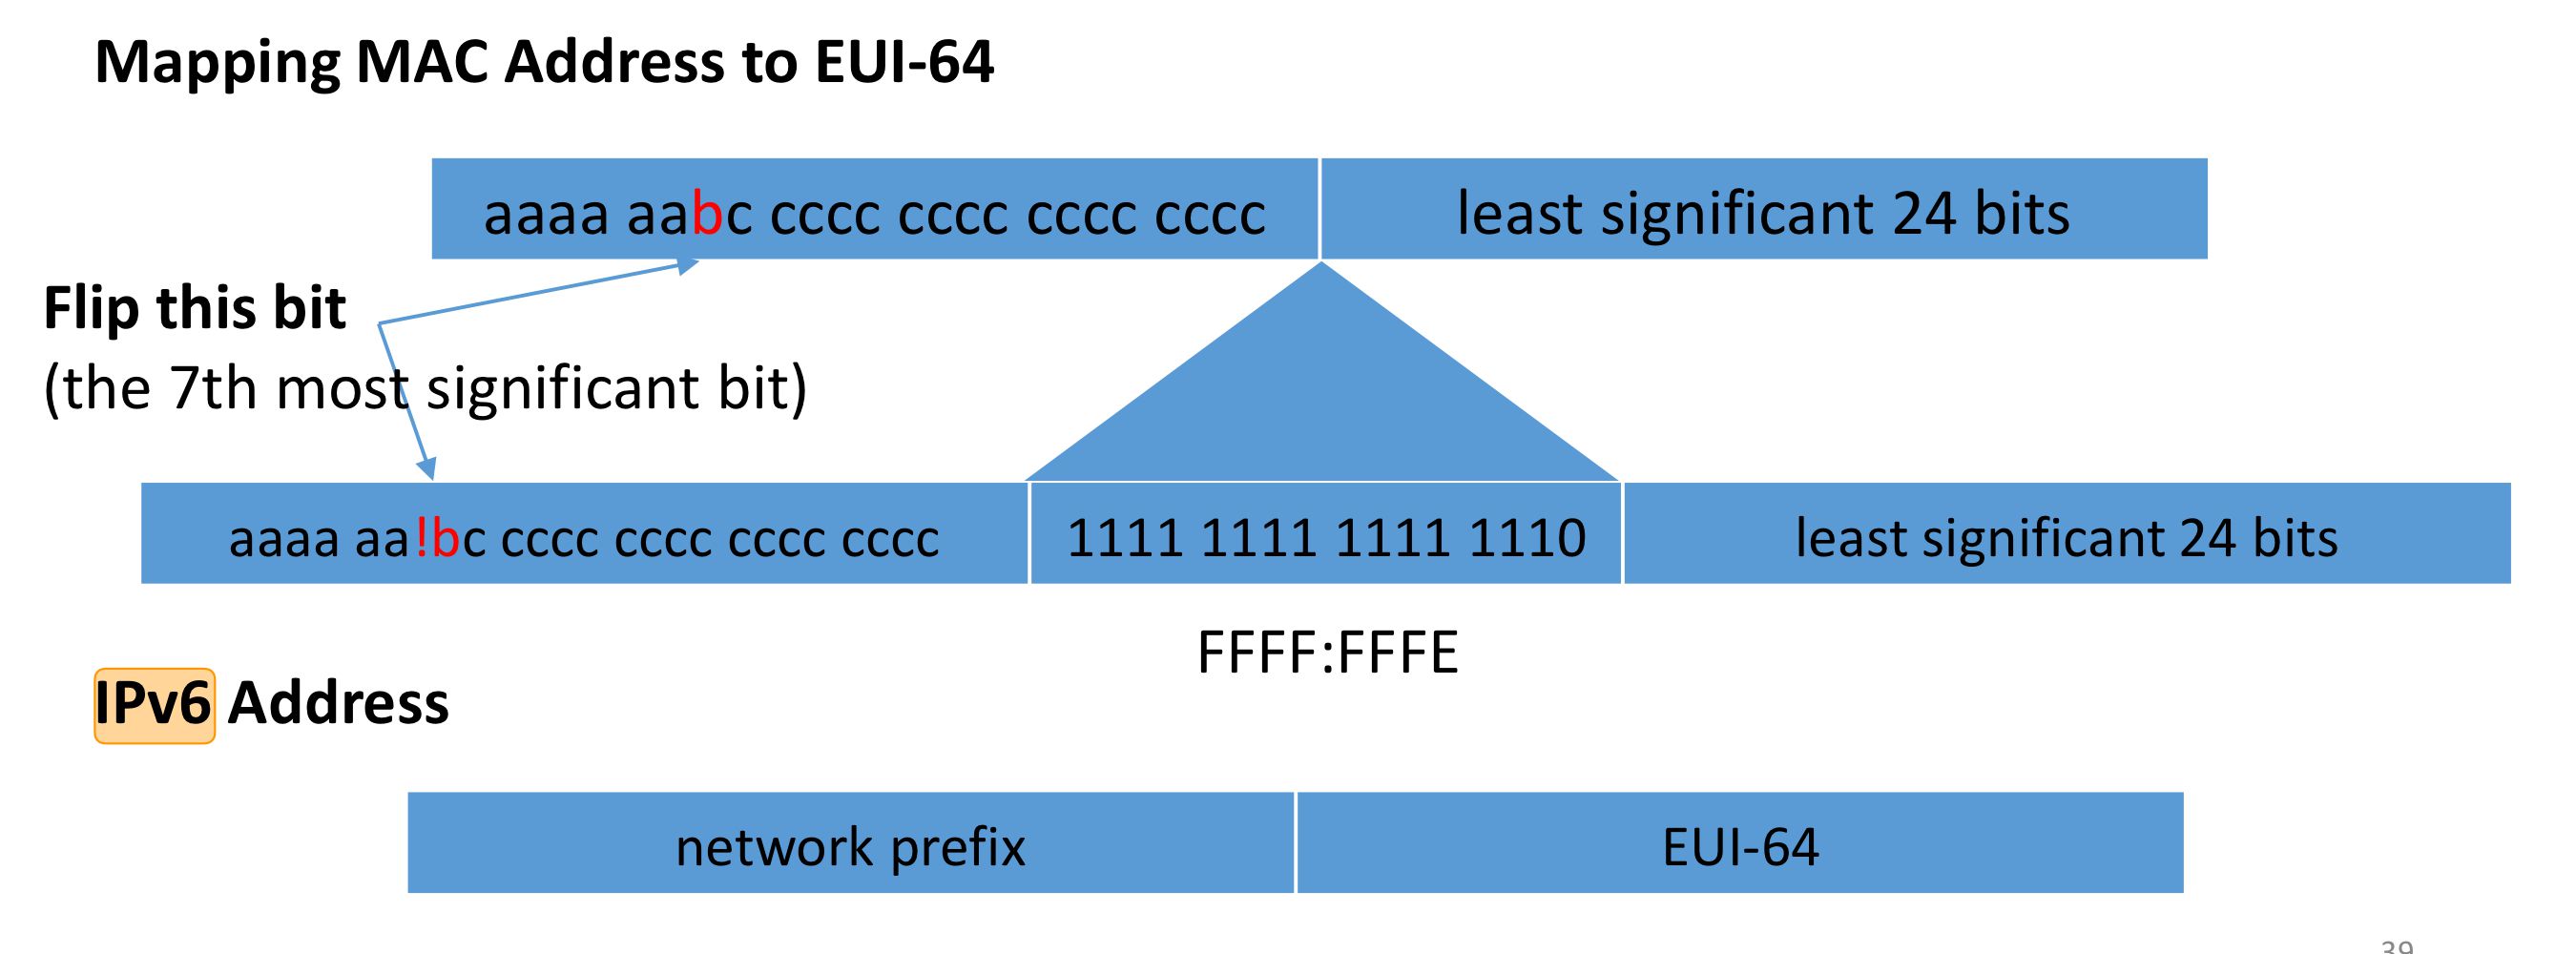 Mapping MAC Address to EUI-64
aaaa aabc cccc cccc cccc cccc
least significant 24 bits
Flip this bit
(the 7th most significant bit)
aaaa aa!bc cccc cccc cccc cccc
1111 1111 1111 1110
least significant 24 bits
FFFF:FFFE
IPv6 Address
network prefix
EUI-64
39